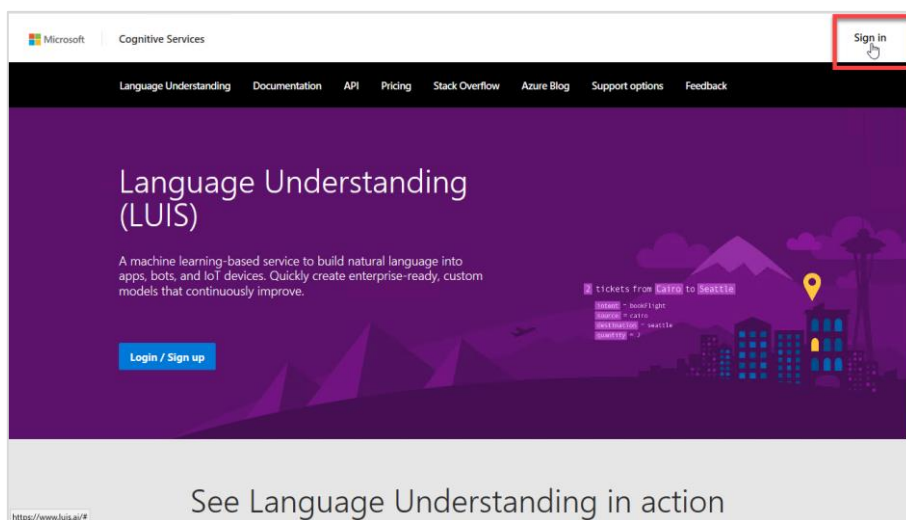 Microsoft
Cognitive Services
Sign in
Language Understanding Documentation API Pricing Stack Overflow Azure Blog Support options Feedback
Language Understanding
(LUIS)
A machine learning-based service to build natural language into
apps, bots, and IoT devices. Quickly create enterprise-ready, custom
models that continuously improve.
Login / Sign up
2 tickets from Cairo to Seattle
intent = bookFlight
source = cairo
destination = seattle
quantity = 2
See Language Understanding in action
https://www.luis.ai/#